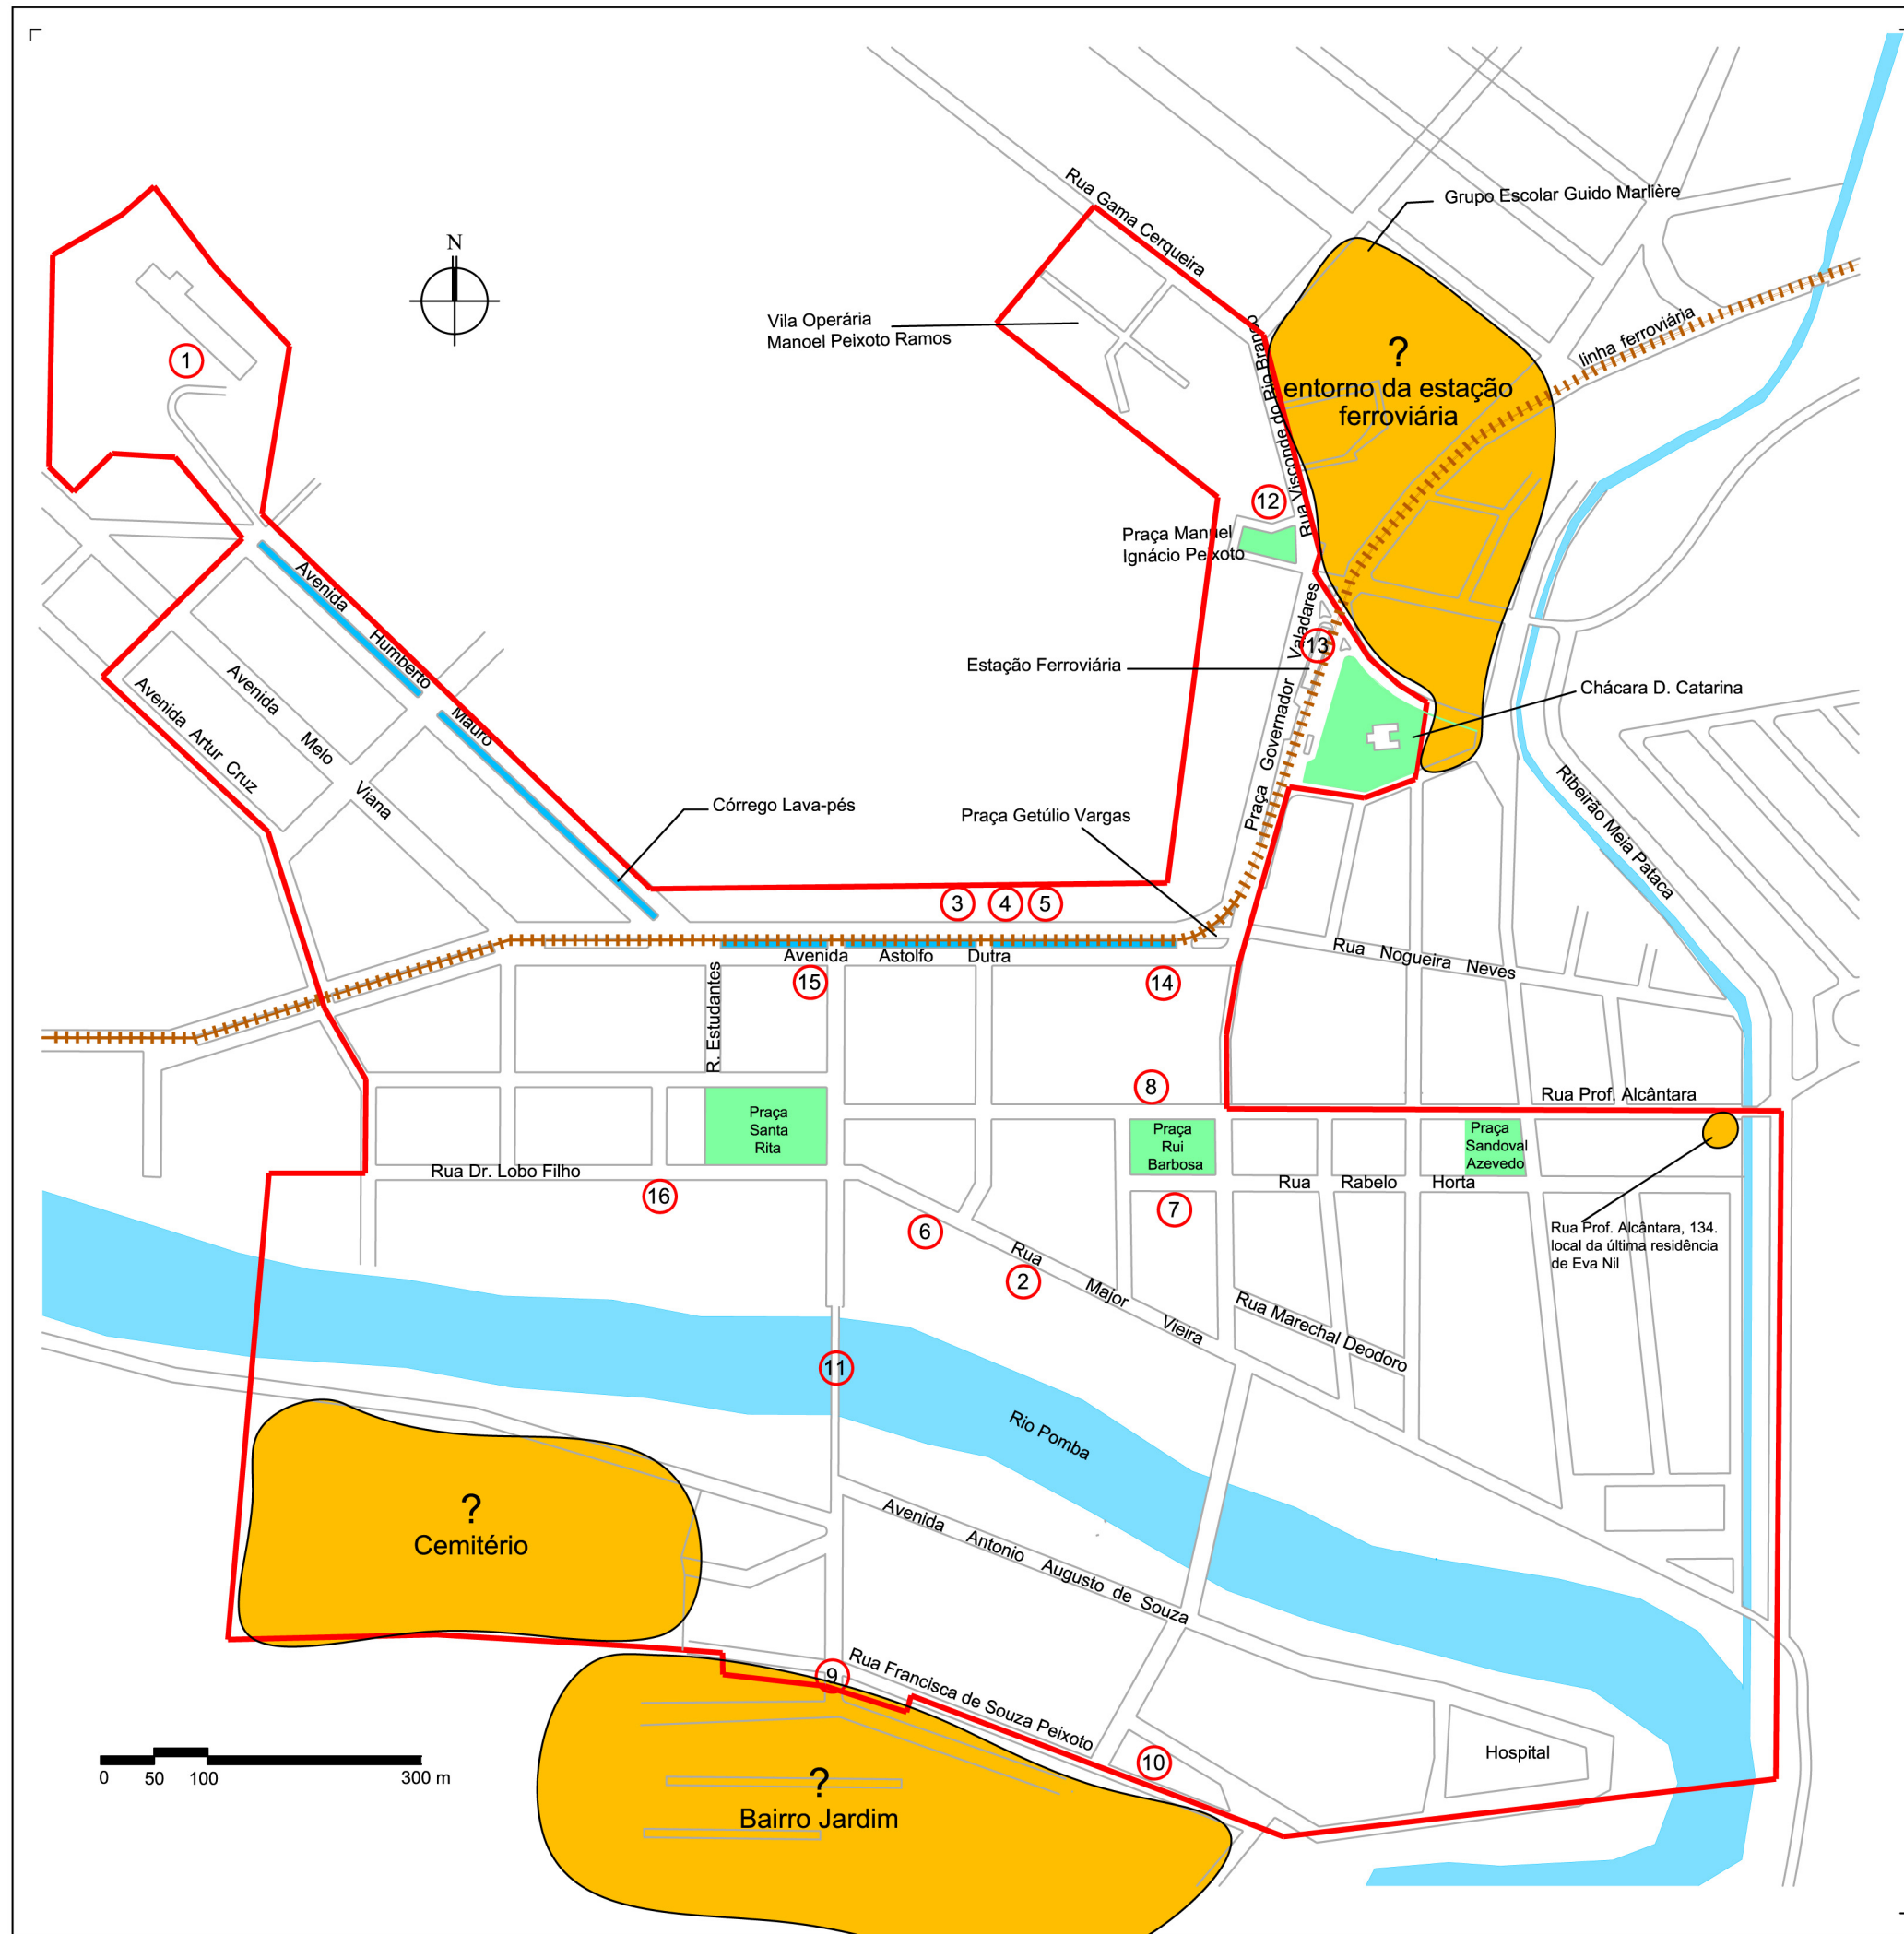 Rua Gama Cerqueira
Grupo Escolar Guido Marlière
N
Vila Operária
Manoel Peixoto Ramos
Rua Visconde do Rio Branco
linha ferroviária
1
?
entorno da estação
ferroviária
12
Praça Manuel
Ignácio Peixoto
Avenida Humberto Mauro
Praça Governador Valadares
13
Estação Ferroviária
Chácara D. Catarina
Avenida Melo Viana
Avenida Artur Cruz
Córrego Lava-pés
Praça Getúlio Vargas
Ribeirão Meia Pataca
3
4
5
Avenida Astolfo Dutra
Rua Nogueira Neves
15
14
R. Estudantes
8
Rua Prof. Alcântara
Praça
Santa
Rita
Praça
Rui
Barbosa
Praça
Sandoval
Azevedo
Rua Dr. Lobo Filho
Rua Rabelo Horta
16
7
6
2
Rua Major Vieira
Rua Prof. Alcântara, 134.
local da última residência
de Eva Nil
Rua Marechal Deodoro
11
Rio Pomba
?
Cemitério
Avenida Antonio Augusto de Souza
9
Rua Francisca de Souza Peixoto
10
Hospital
?
Bairro Jardim
0 50 100 300 m